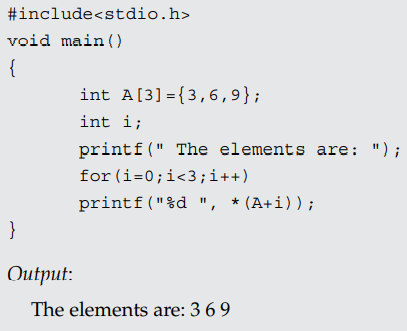 #include<stdio.h>
void main()
{
int A[3]={3,6,9};
int i;
printf(" The elements are: ");
for(i=0;i<3;i++)
printf("%d ", *(A+i));
}
Output:
The elements are: 3 6 9